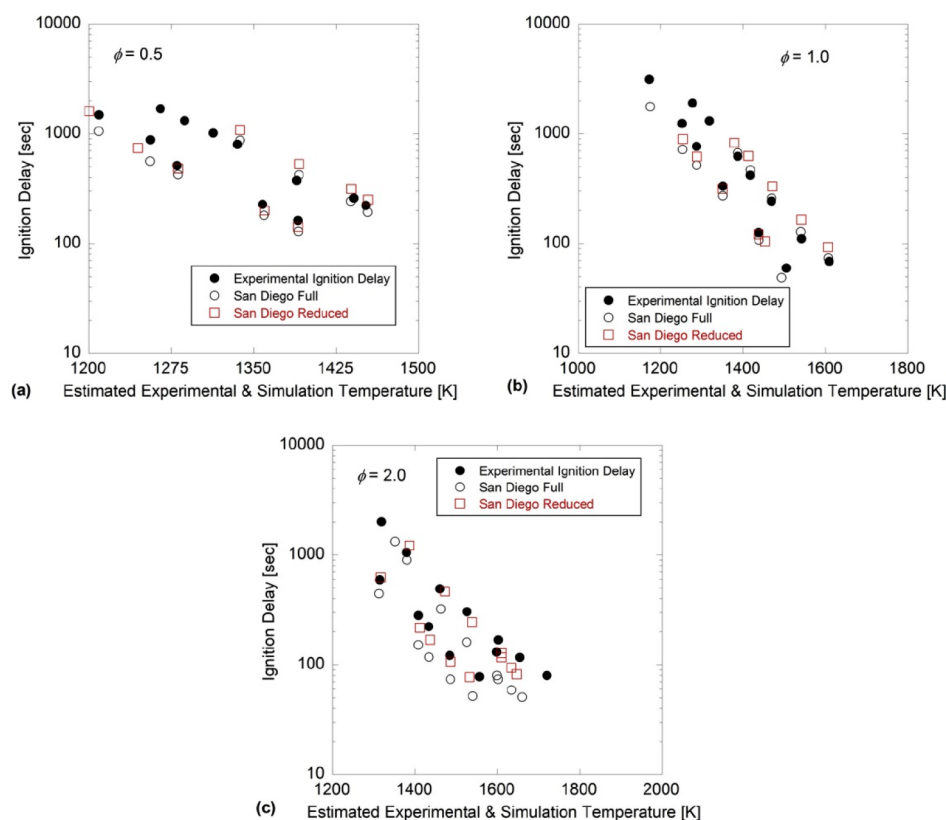 10000
1000
100
10
Ignition Delay [sec]
ϕ = 0.5
Experimental Ignition Delay
San Diego Full
San Diego Reduced
1200 1275 1350 1425 1500
(a) Estimated Experimental & Simulation Temperature [K]
10000
1000
100
10
Ignition Delay [sec]
ϕ = 1.0
Experimental Ignition Delay
San Diego Full
San Diego Reduced
1000 1200 1400 1600 1800
(b) Estimated Experimental & Simulation Temperature [K]
10000
1000
100
10
Ignition Delay [sec]
ϕ = 2.0
Experimental Ignition Delay
San Diego Full
San Diego Reduced
1200 1400 1600 1800 2000
(c) Estimated Experimental & Simulation Temperature [K]